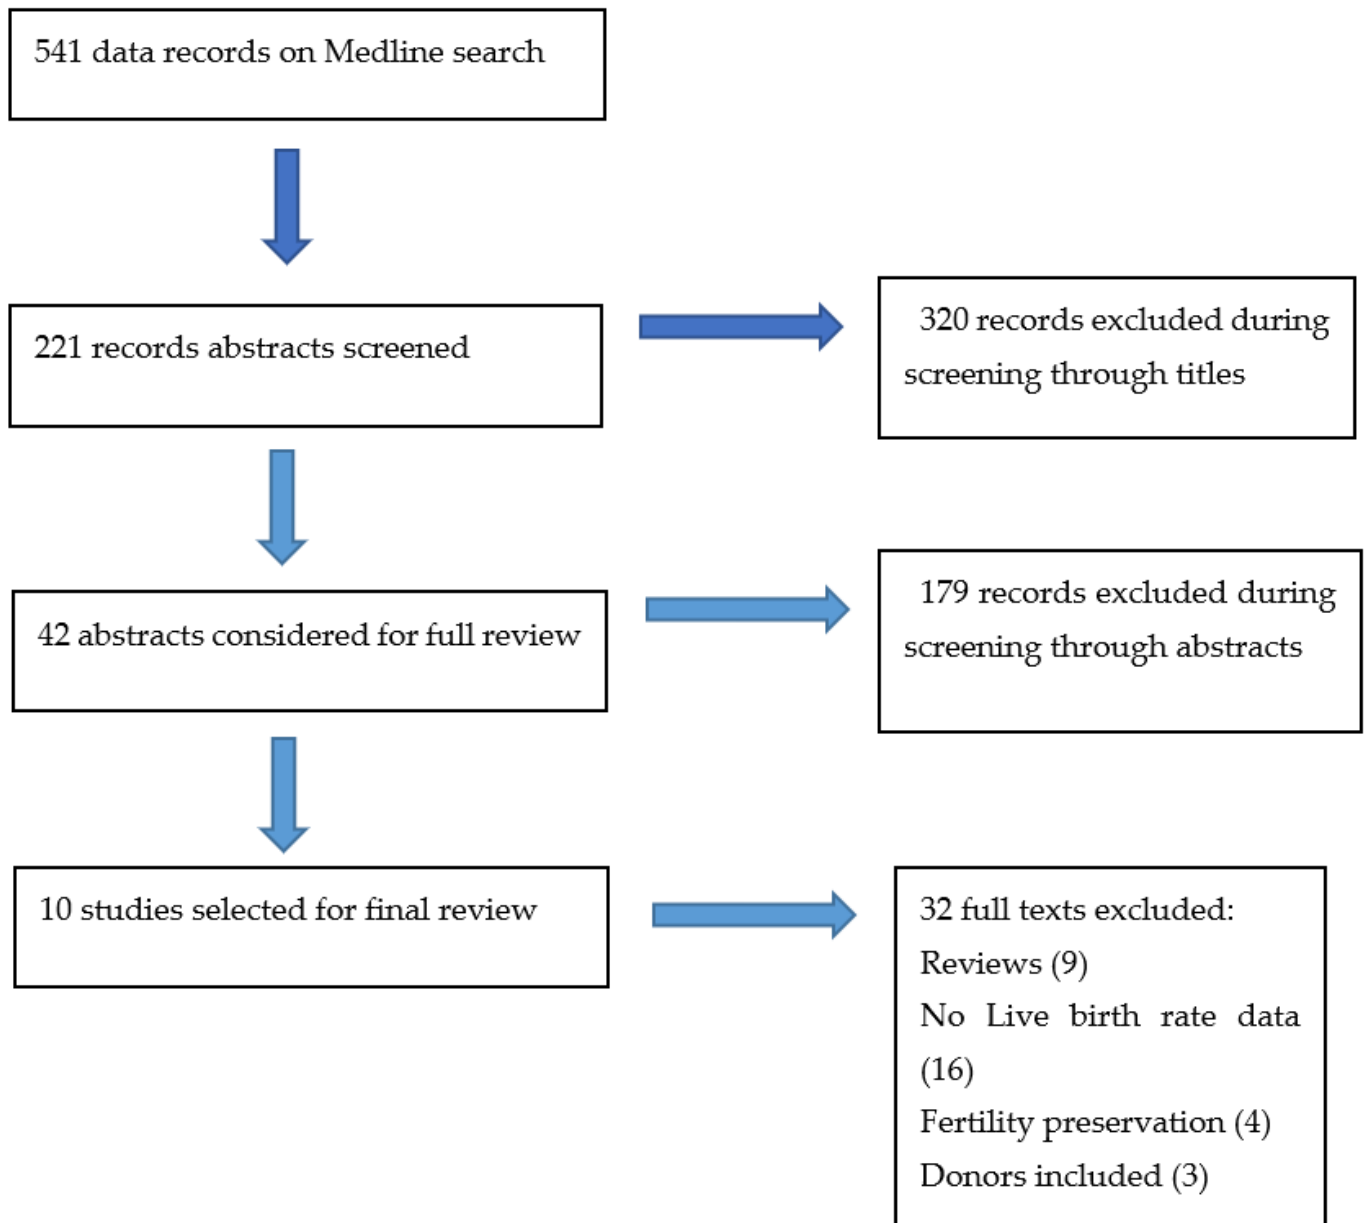 541 data records on Medline search
221 records abstracts screened
320 records excluded during
screening through titles
42 abstracts considered for full review
179 records excluded during
screening through abstracts
10 studies selected for final review
32 full texts excluded:
Reviews (9)
No Live birth rate data
(16)
Fertility preservation (4)
Donors included (3)